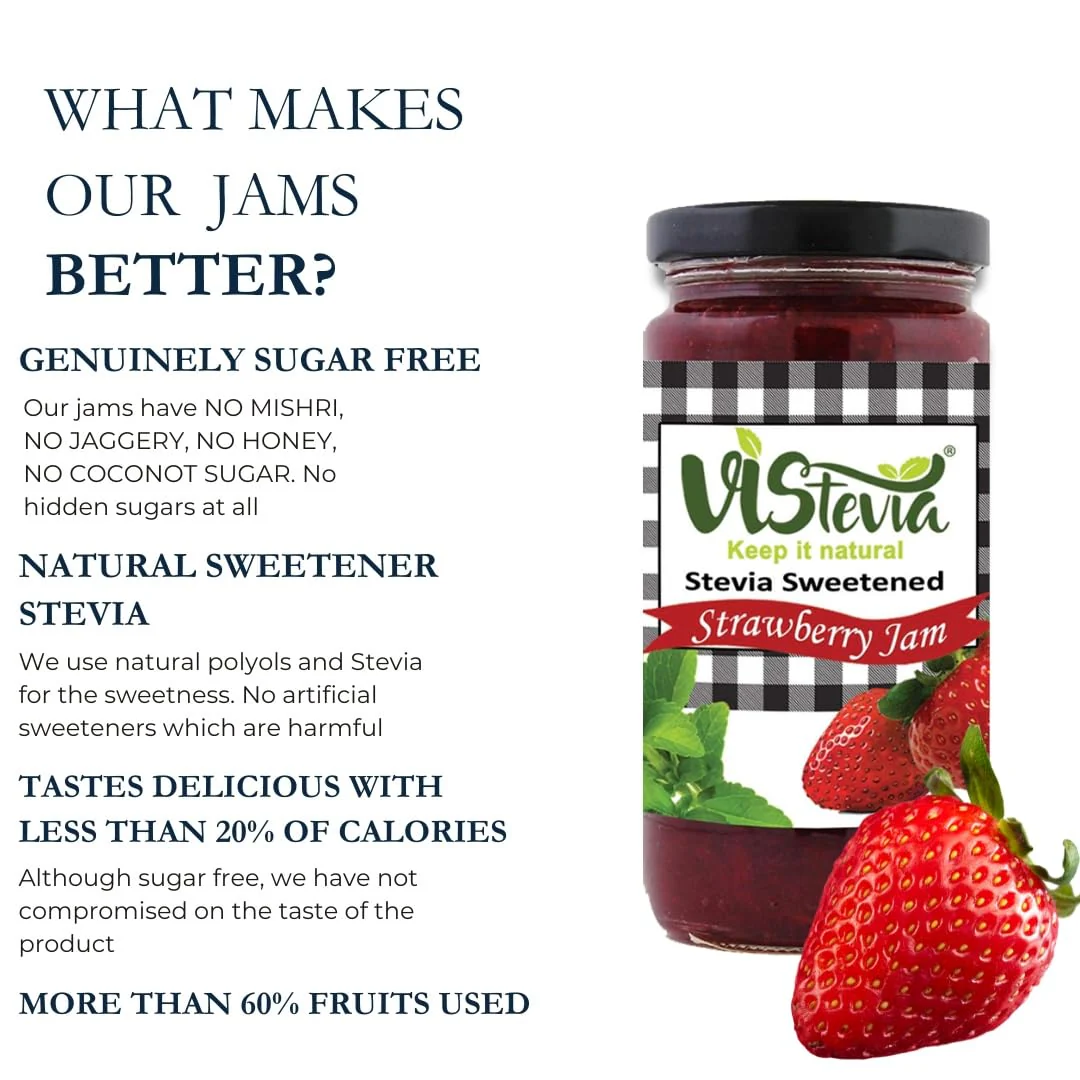 WHAT MAKES
OUR JAMS
BETTER?
GENUINELY SUGAR FREE
Our jams have NO MISHRI,
NO JAGGERY, NO HONEY,
NO COCONOT SUGAR. No
hidden sugars at all
NATURAL SWEETENER
STEVIA
We use natural polyols and Stevia
for the sweetness. No artificial
sweeteners which are harmful
TASTES DELICIOUS WITH
LESS THAN 20% OF CALORIES
Although sugar free, we have not
compromised on the taste of the
product
MORE THAN 60% FRUITS USED
ViStevia®
Keep it natural
Stevia Sweetened
Strawberry Jam